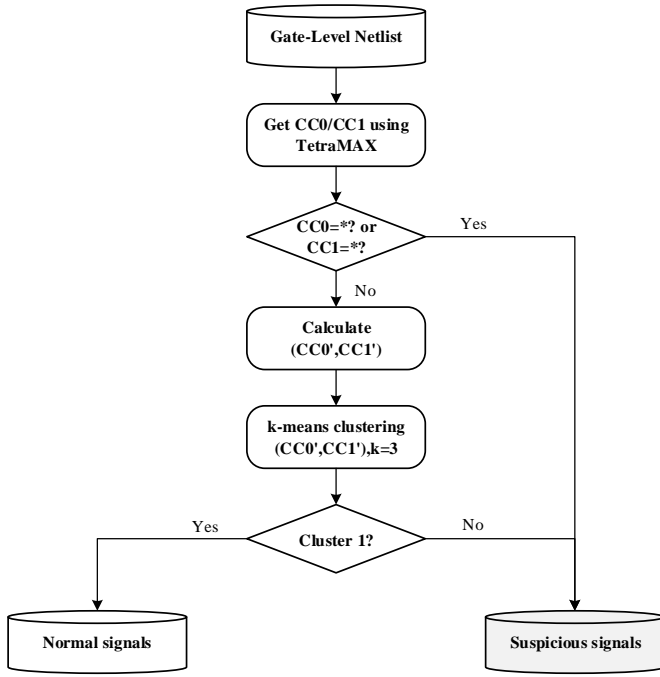 Gate-Level Netlist
Get CC0/CC1 using
TetraMAX
CC0=*? or
CC1=*?
Yes
No
Calculate
(CC0',CC1')
k-means clustering
(CC0',CC1'),k=3
Yes
No
Cluster 1?
Normal signals
Suspicious signals